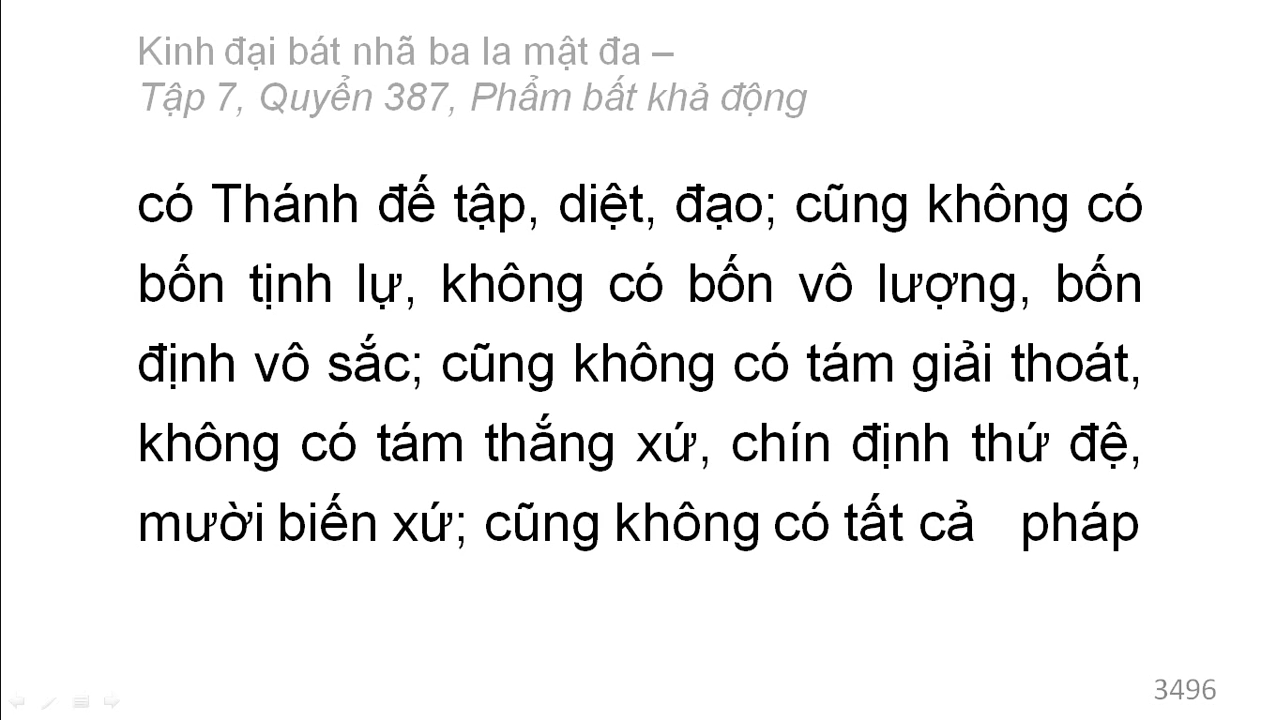 Kinh đại bát nhã ba la mật đa –
Tập 7, Quyển 387, Phẩm bất khả động
có Thánh đế tập, diệt, đạo; cũng không có
bốn tịnh lự, không có bốn vô lượng, bốn
định vô sắc; cũng không có tám giải thoát,
không có tám thắng xứ, chín định thứ đệ,
mười biến xứ; cũng không có tất cả pháp
3496